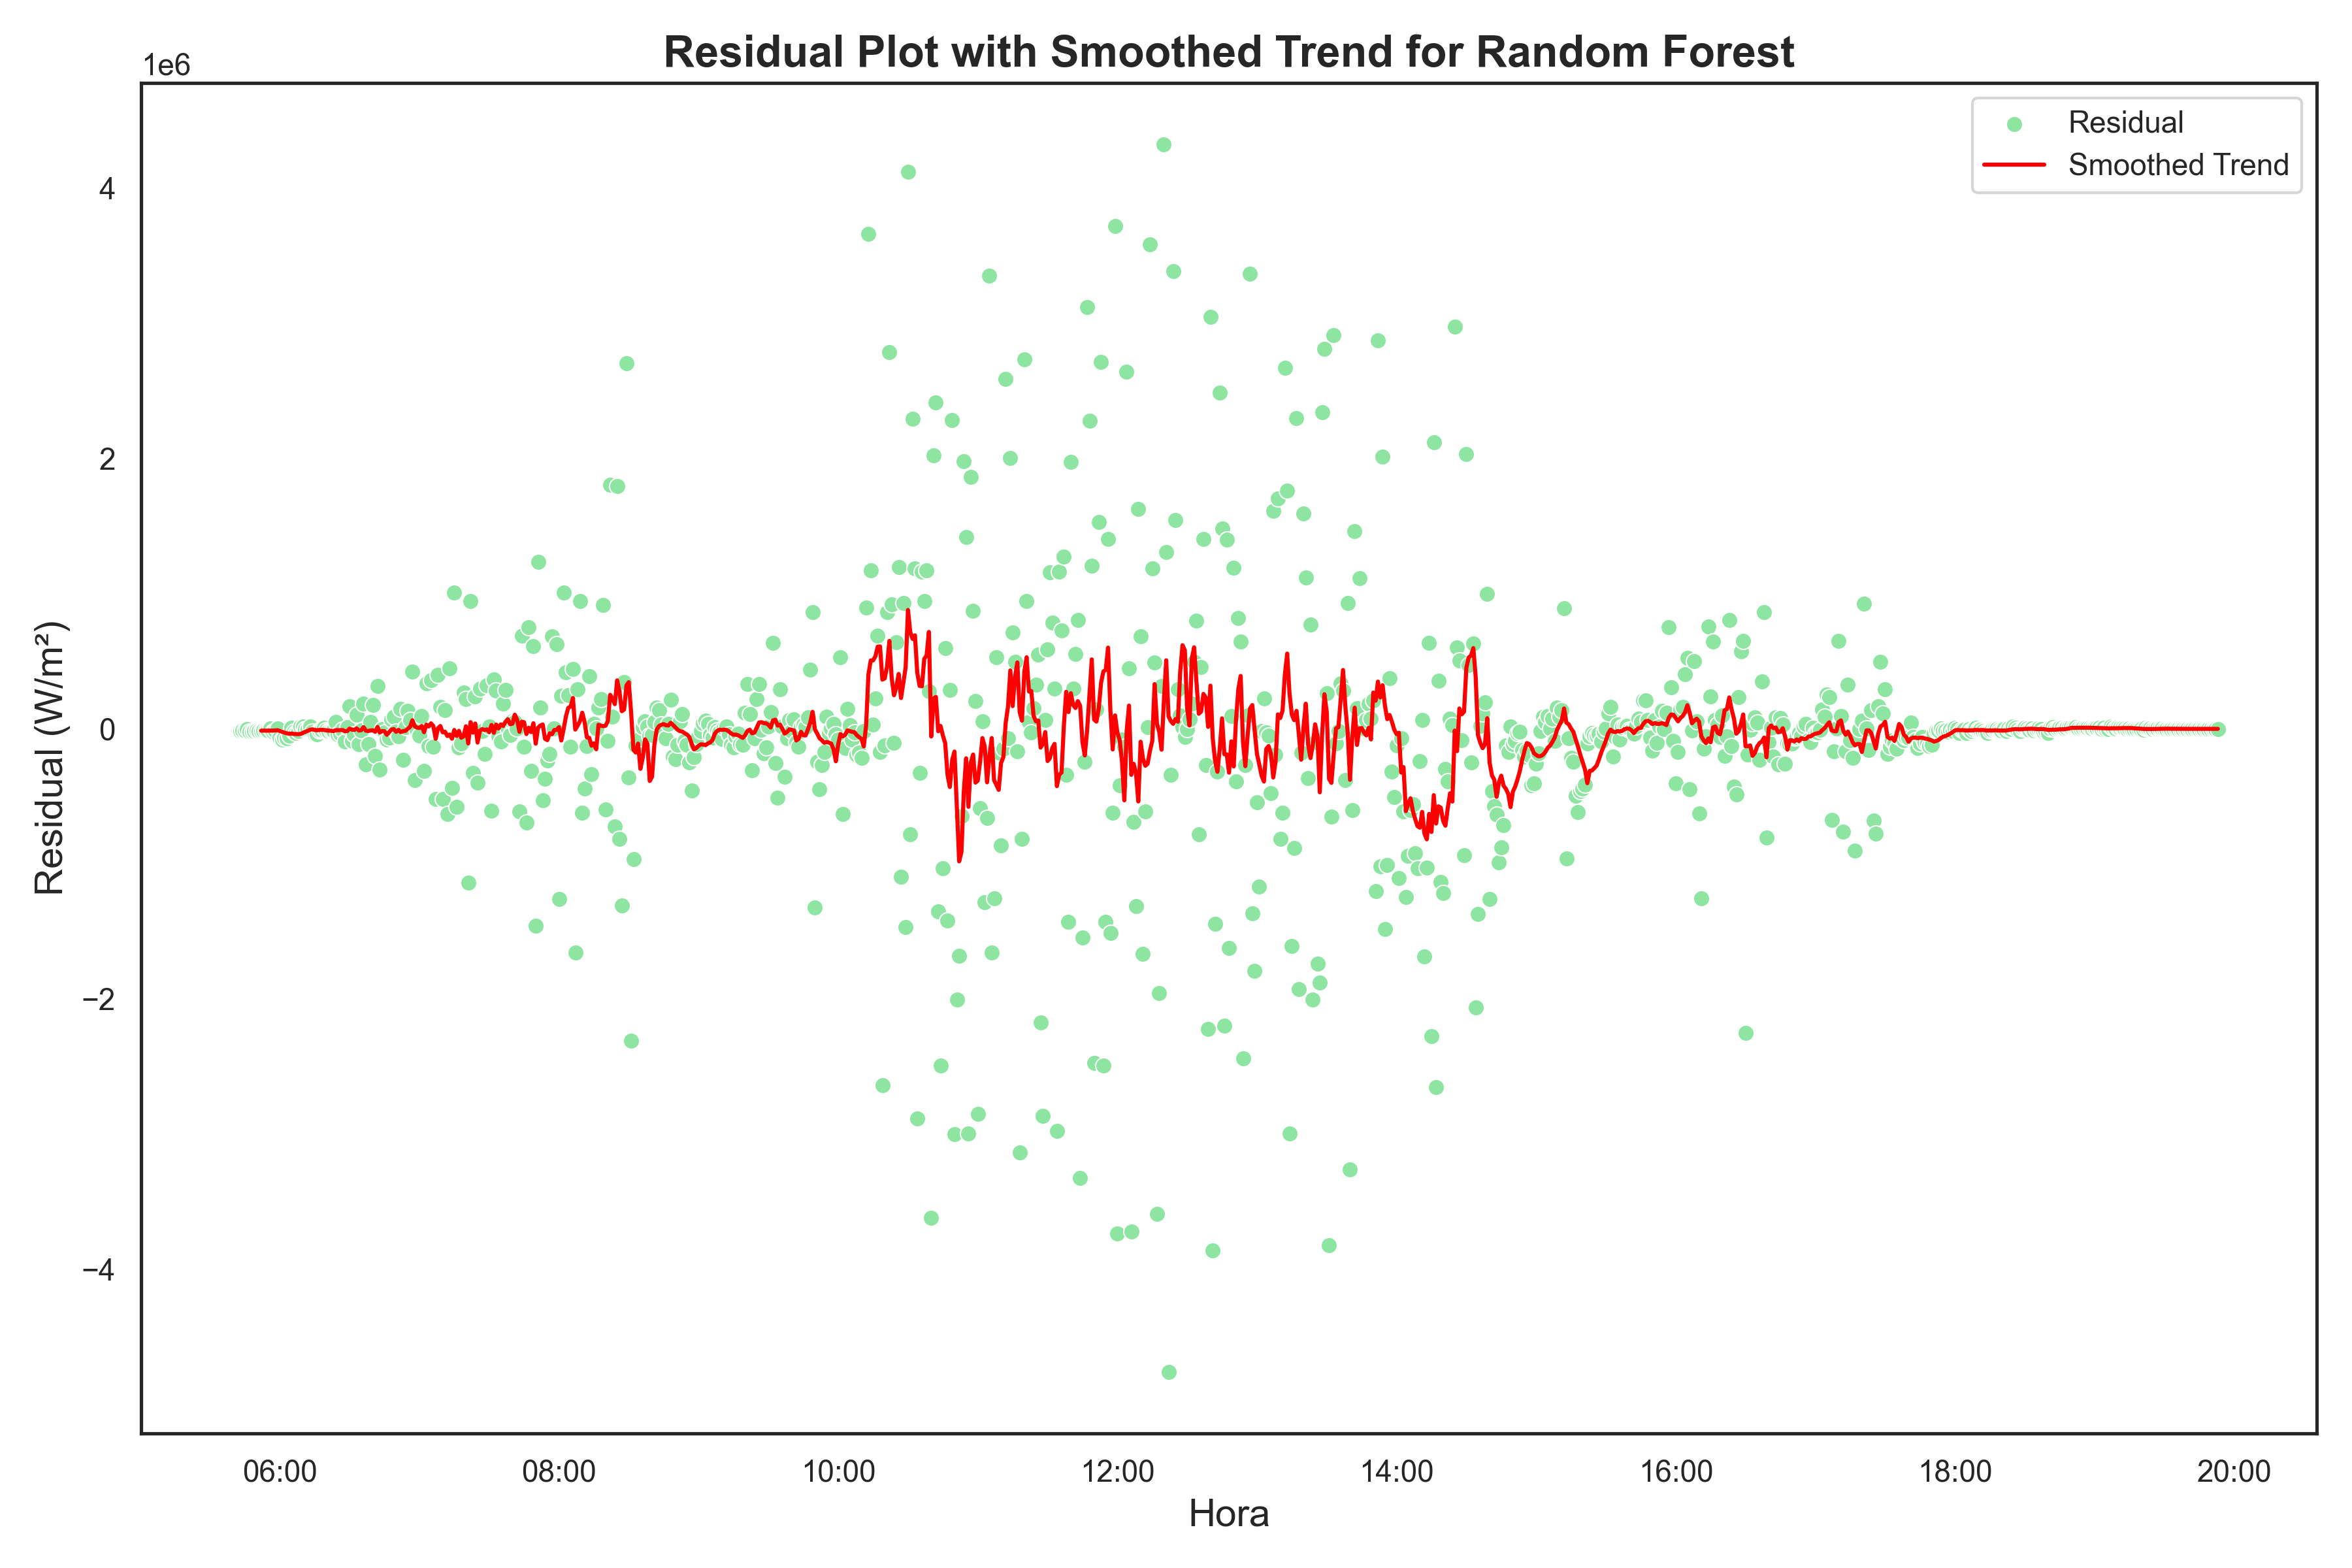 Residual Plot with Smoothed Trend for Random Forest
1e6
Residual
Smoothed Trend
4
2
0
−2
−4
Residual (W/m²)
06:00 08:00 10:00 12:00 14:00 16:00 18:00 20:00
Hora